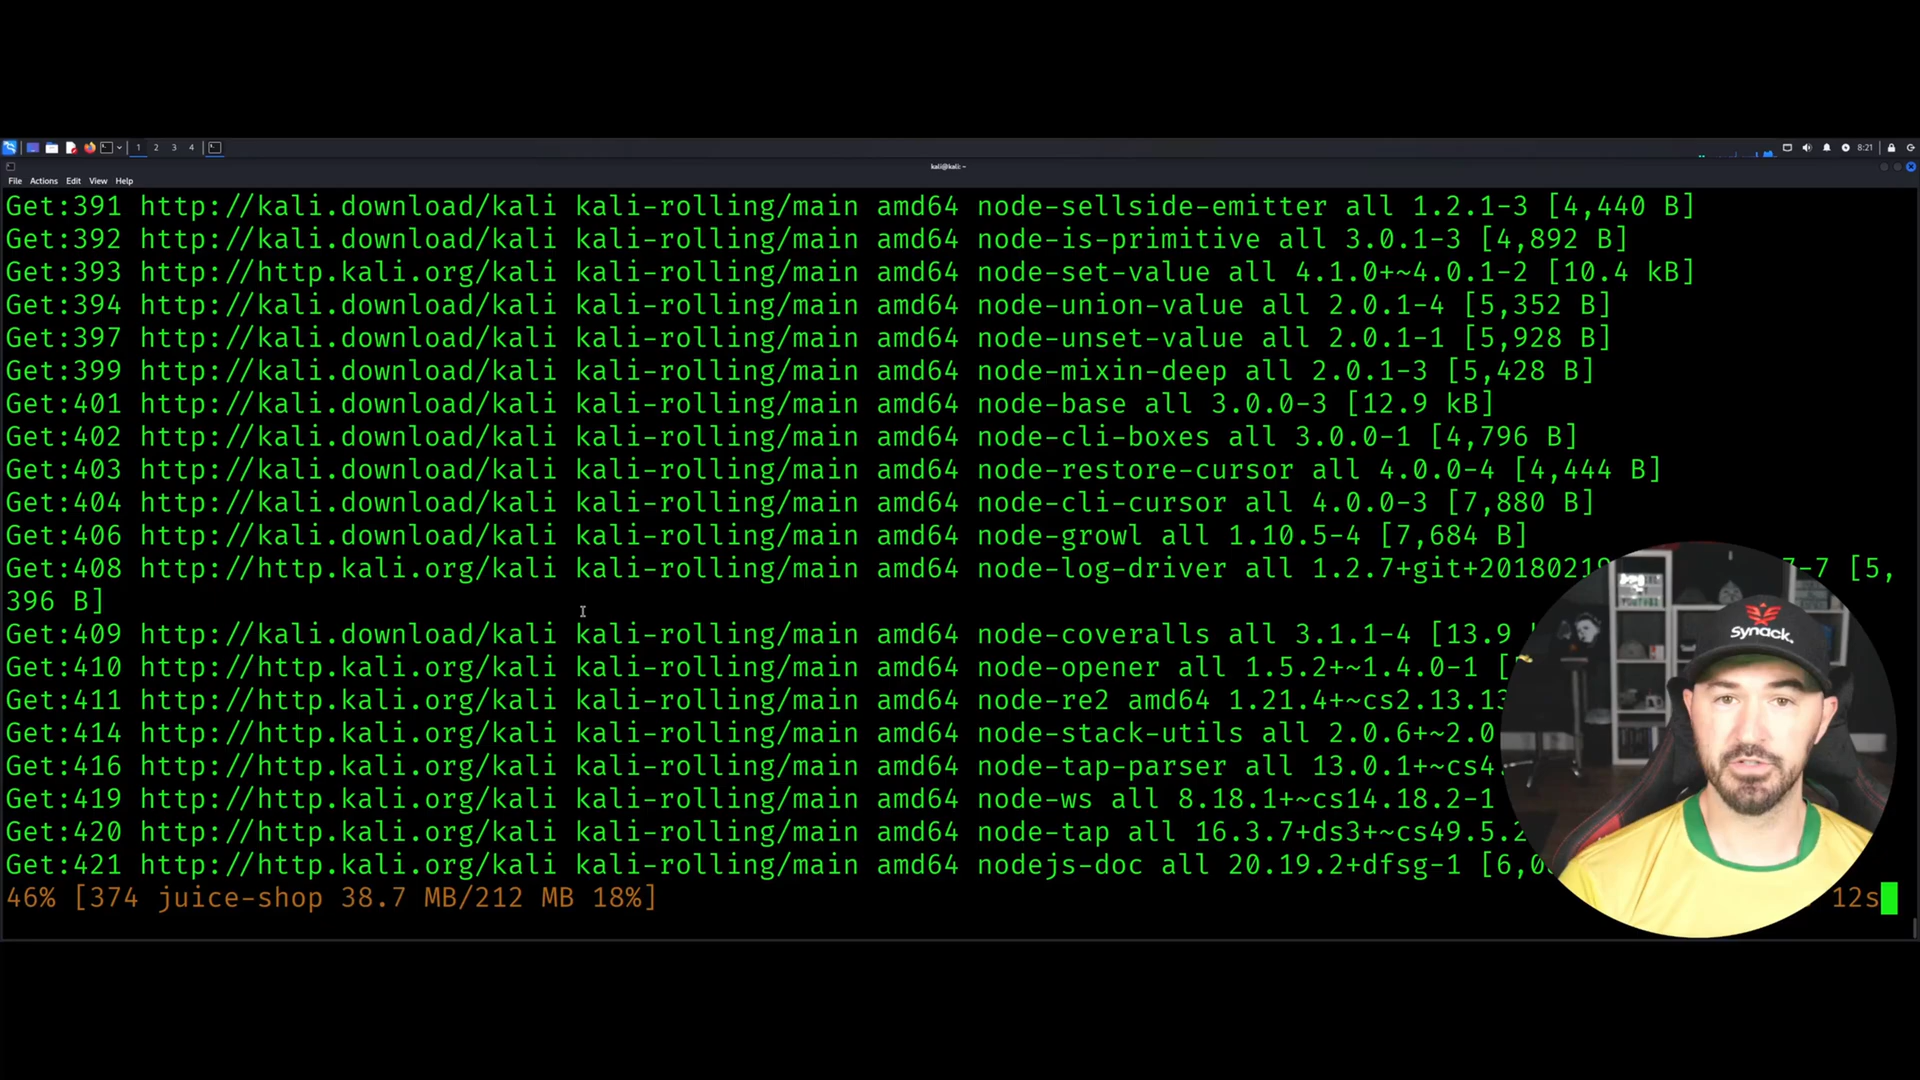 1 2 3 4
8:21
kali@kali: ~
File Actions Edit View Help
Get:391 http://kali.download/kali kali-rolling/main amd64 node-sellside-emitter all 1.2.1-3 [4,440 B]
Get:392 http://kali.download/kali kali-rolling/main amd64 node-is-primitive all 3.0.1-3 [4,892 B]
Get:393 http://http.kali.org/kali kali-rolling/main amd64 node-set-value all 4.1.0+~4.0.1-2 [10.4 kB]
Get:394 http://kali.download/kali kali-rolling/main amd64 node-union-value all 2.0.1-4 [5,352 B]
Get:397 http://kali.download/kali kali-rolling/main amd64 node-unset-value all 2.0.1-1 [5,928 B]
Get:399 http://kali.download/kali kali-rolling/main amd64 node-mixin-deep all 2.0.1-3 [5,428 B]
Get:401 http://kali.download/kali kali-rolling/main amd64 node-base all 3.0.0-3 [12.9 kB]
Get:402 http://kali.download/kali kali-rolling/main amd64 node-cli-boxes all 3.0.0-1 [4,796 B]
Get:403 http://kali.download/kali kali-rolling/main amd64 node-restore-cursor all 4.0.0-4 [4,444 B]
Get:404 http://kali.download/kali kali-rolling/main amd64 node-cli-cursor all 4.0.0-3 [7,880 B]
Get:406 http://kali.download/kali kali-rolling/main amd64 node-growl all 1.10.5-4 [7,684 B]
Get:408 http://http.kali.org/kali kali-rolling/main amd64 node-log-driver all 1.2.7+git+20180219 7-7 [5,
396 B]
Get:409 http://kali.download/kali kali-rolling/main amd64 node-coveralls all 3.1.1-4 [13.9
Get:410 http://http.kali.org/kali kali-rolling/main amd64 node-opener all 1.5.2+~1.4.0-1 [
Get:411 http://http.kali.org/kali kali-rolling/main amd64 node-re2 amd64 1.21.4+~cs2.13.13
Get:414 http://http.kali.org/kali kali-rolling/main amd64 node-stack-utils all 2.0.6+~2.0
Get:416 http://http.kali.org/kali kali-rolling/main amd64 node-tap-parser all 13.0.1+~cs4.
Get:419 http://http.kali.org/kali kali-rolling/main amd64 node-ws all 8.18.1+~cs14.18.2-1
Get:420 http://http.kali.org/kali kali-rolling/main amd64 node-tap all 16.3.7+ds3+~cs49.5.2
Get:421 http://http.kali.org/kali kali-rolling/main amd64 nodejs-doc all 20.19.2+dfsg-1 [6,0
46% [374 juice-shop 38.7 MB/212 MB 18%] 12s
Synack.